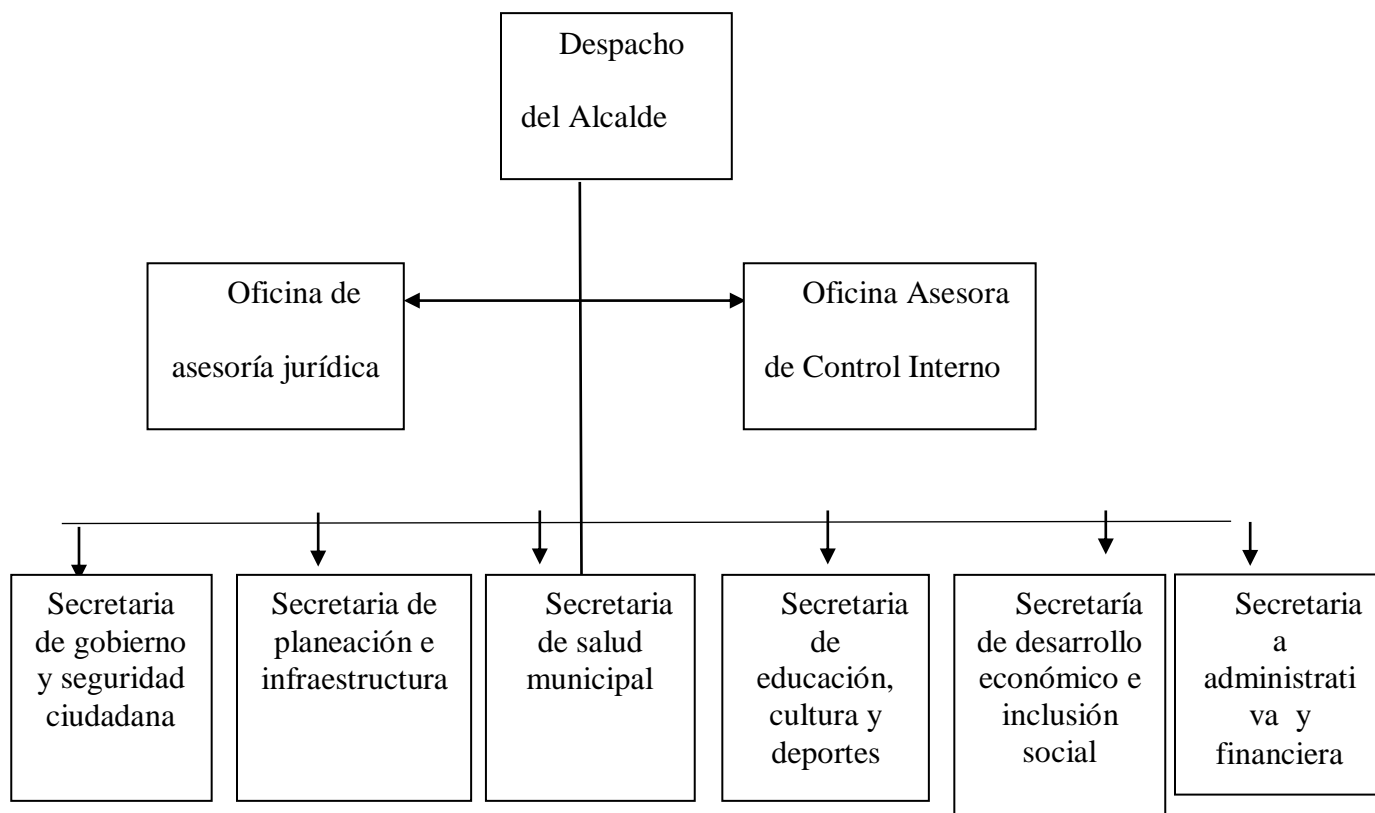 Despacho
del Alcalde
Oficina de
asesoría jurídica
Oficina Asesora
de Control Interno
Secretaria
de gobierno
y seguridad
ciudadana
Secretaria de
planeación e
infraestructura
Secretaria
de salud
municipal
Secretaria
de
educación,
cultura y
deportes
Secretaría
de desarrollo
económico e
inclusión
social
Secretaria
a
administrati
va y
financiera